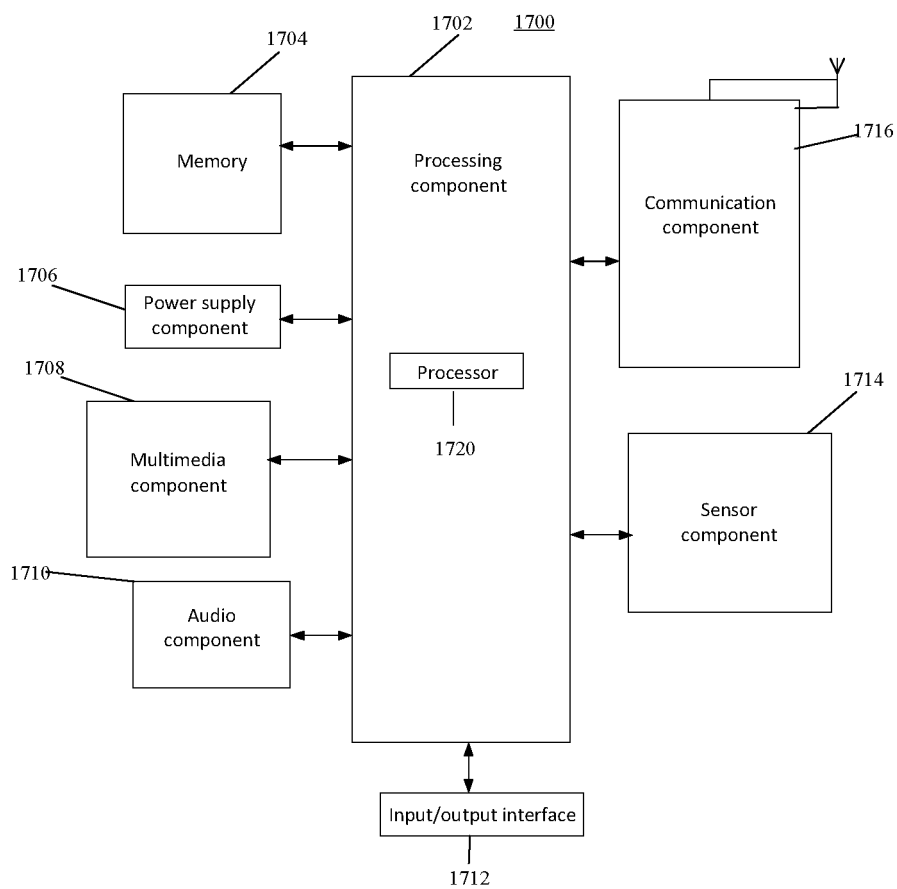 1702
1700
1704
Memory
Processing
component
1716
Communication
component
1706
Power supply
component
1708
Processor
1714
1720
Multimedia
component
Sensor
component
1710
Audio
component
Input/output interface
1712